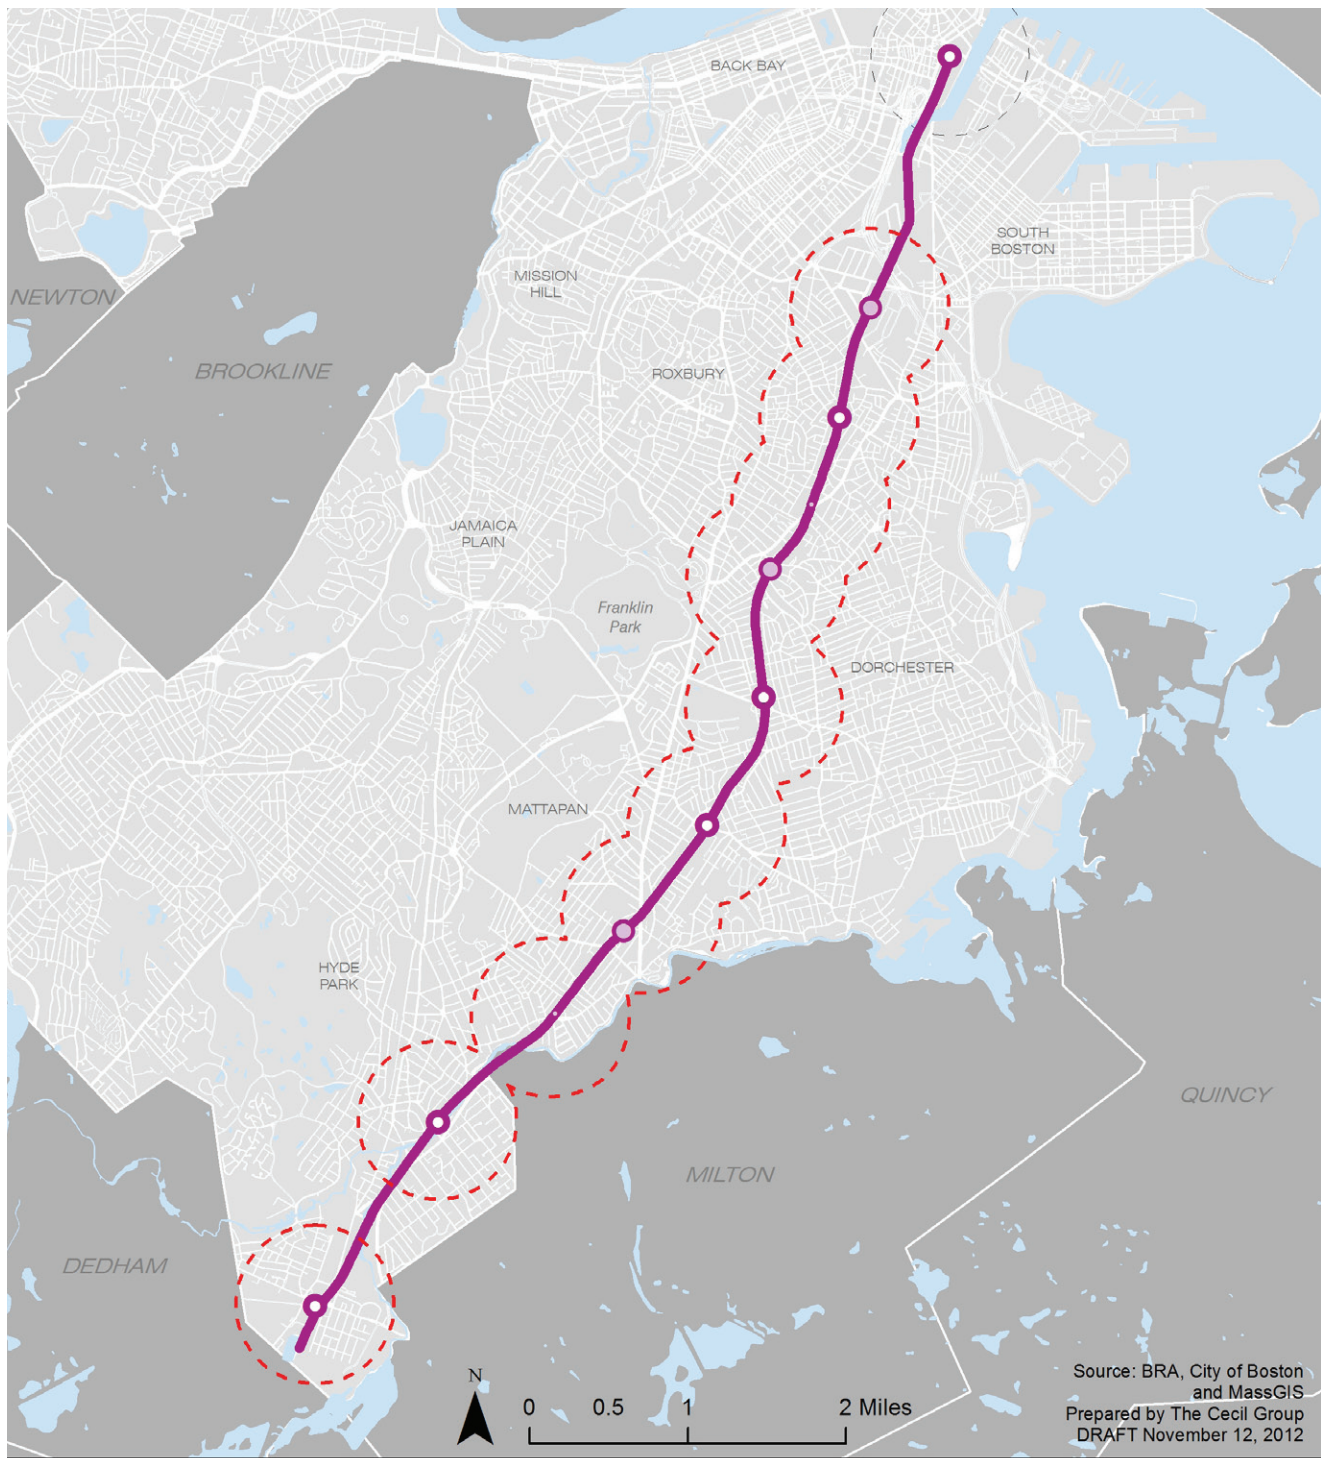 BACK BAY
SOUTH
BOSTON
MISSION
HILL
NEWTON
BROOKLINE
ROXBURY
JAMAICA
PLAIN
Franklin
Park
DORCHESTER
MATTAPAN
HYDE
PARK
QUINCY
MILTON
DEDHAM
N
0 0.5 1 2 Miles
Source: BRA, City of Boston
and MassGIS
Prepared by The Cecil Group
DRAFT November 12, 2012